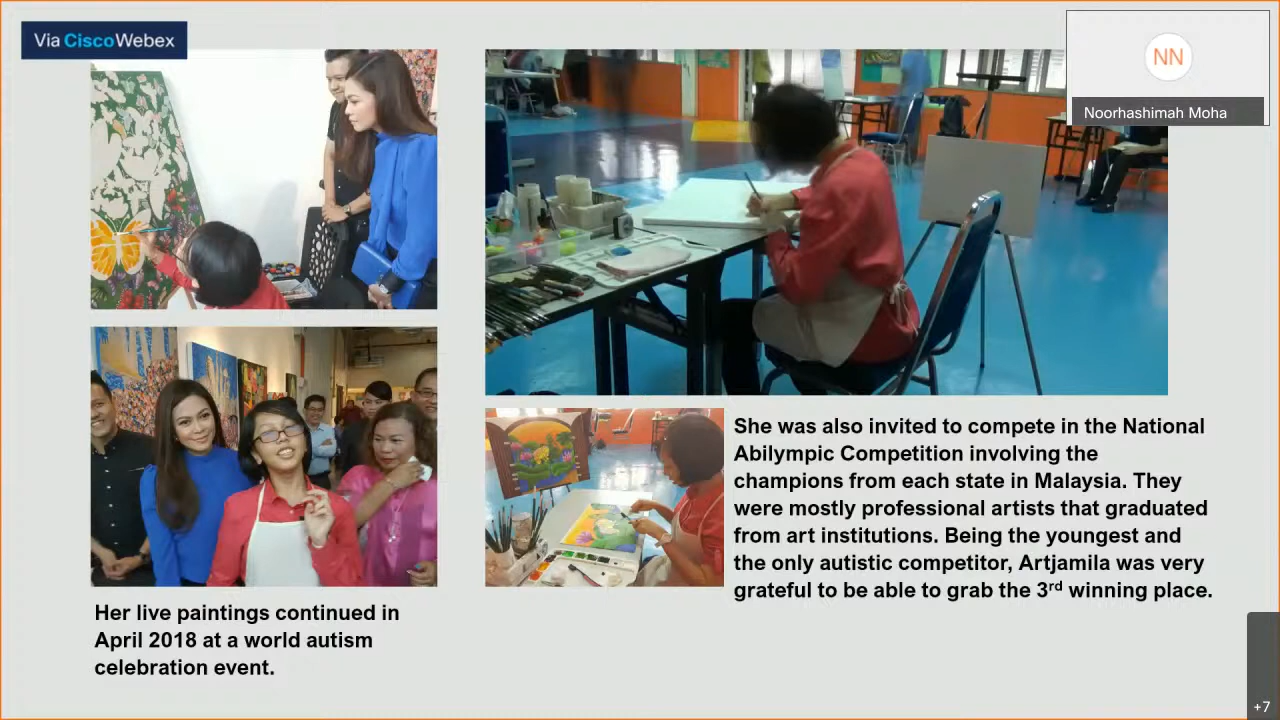 Via Cisco Webex
NN
Noorhashimah Moha
She was also invited to compete in the National
Abilympic Competition involving the
champions from each state in Malaysia. They
were mostly professional artists that graduated
from art institutions. Being the youngest and
the only autistic competitor, Artjamila was very
grateful to be able to grab the 3rd winning place.
Her live paintings continued in
April 2018 at a world autism
celebration event.
+7